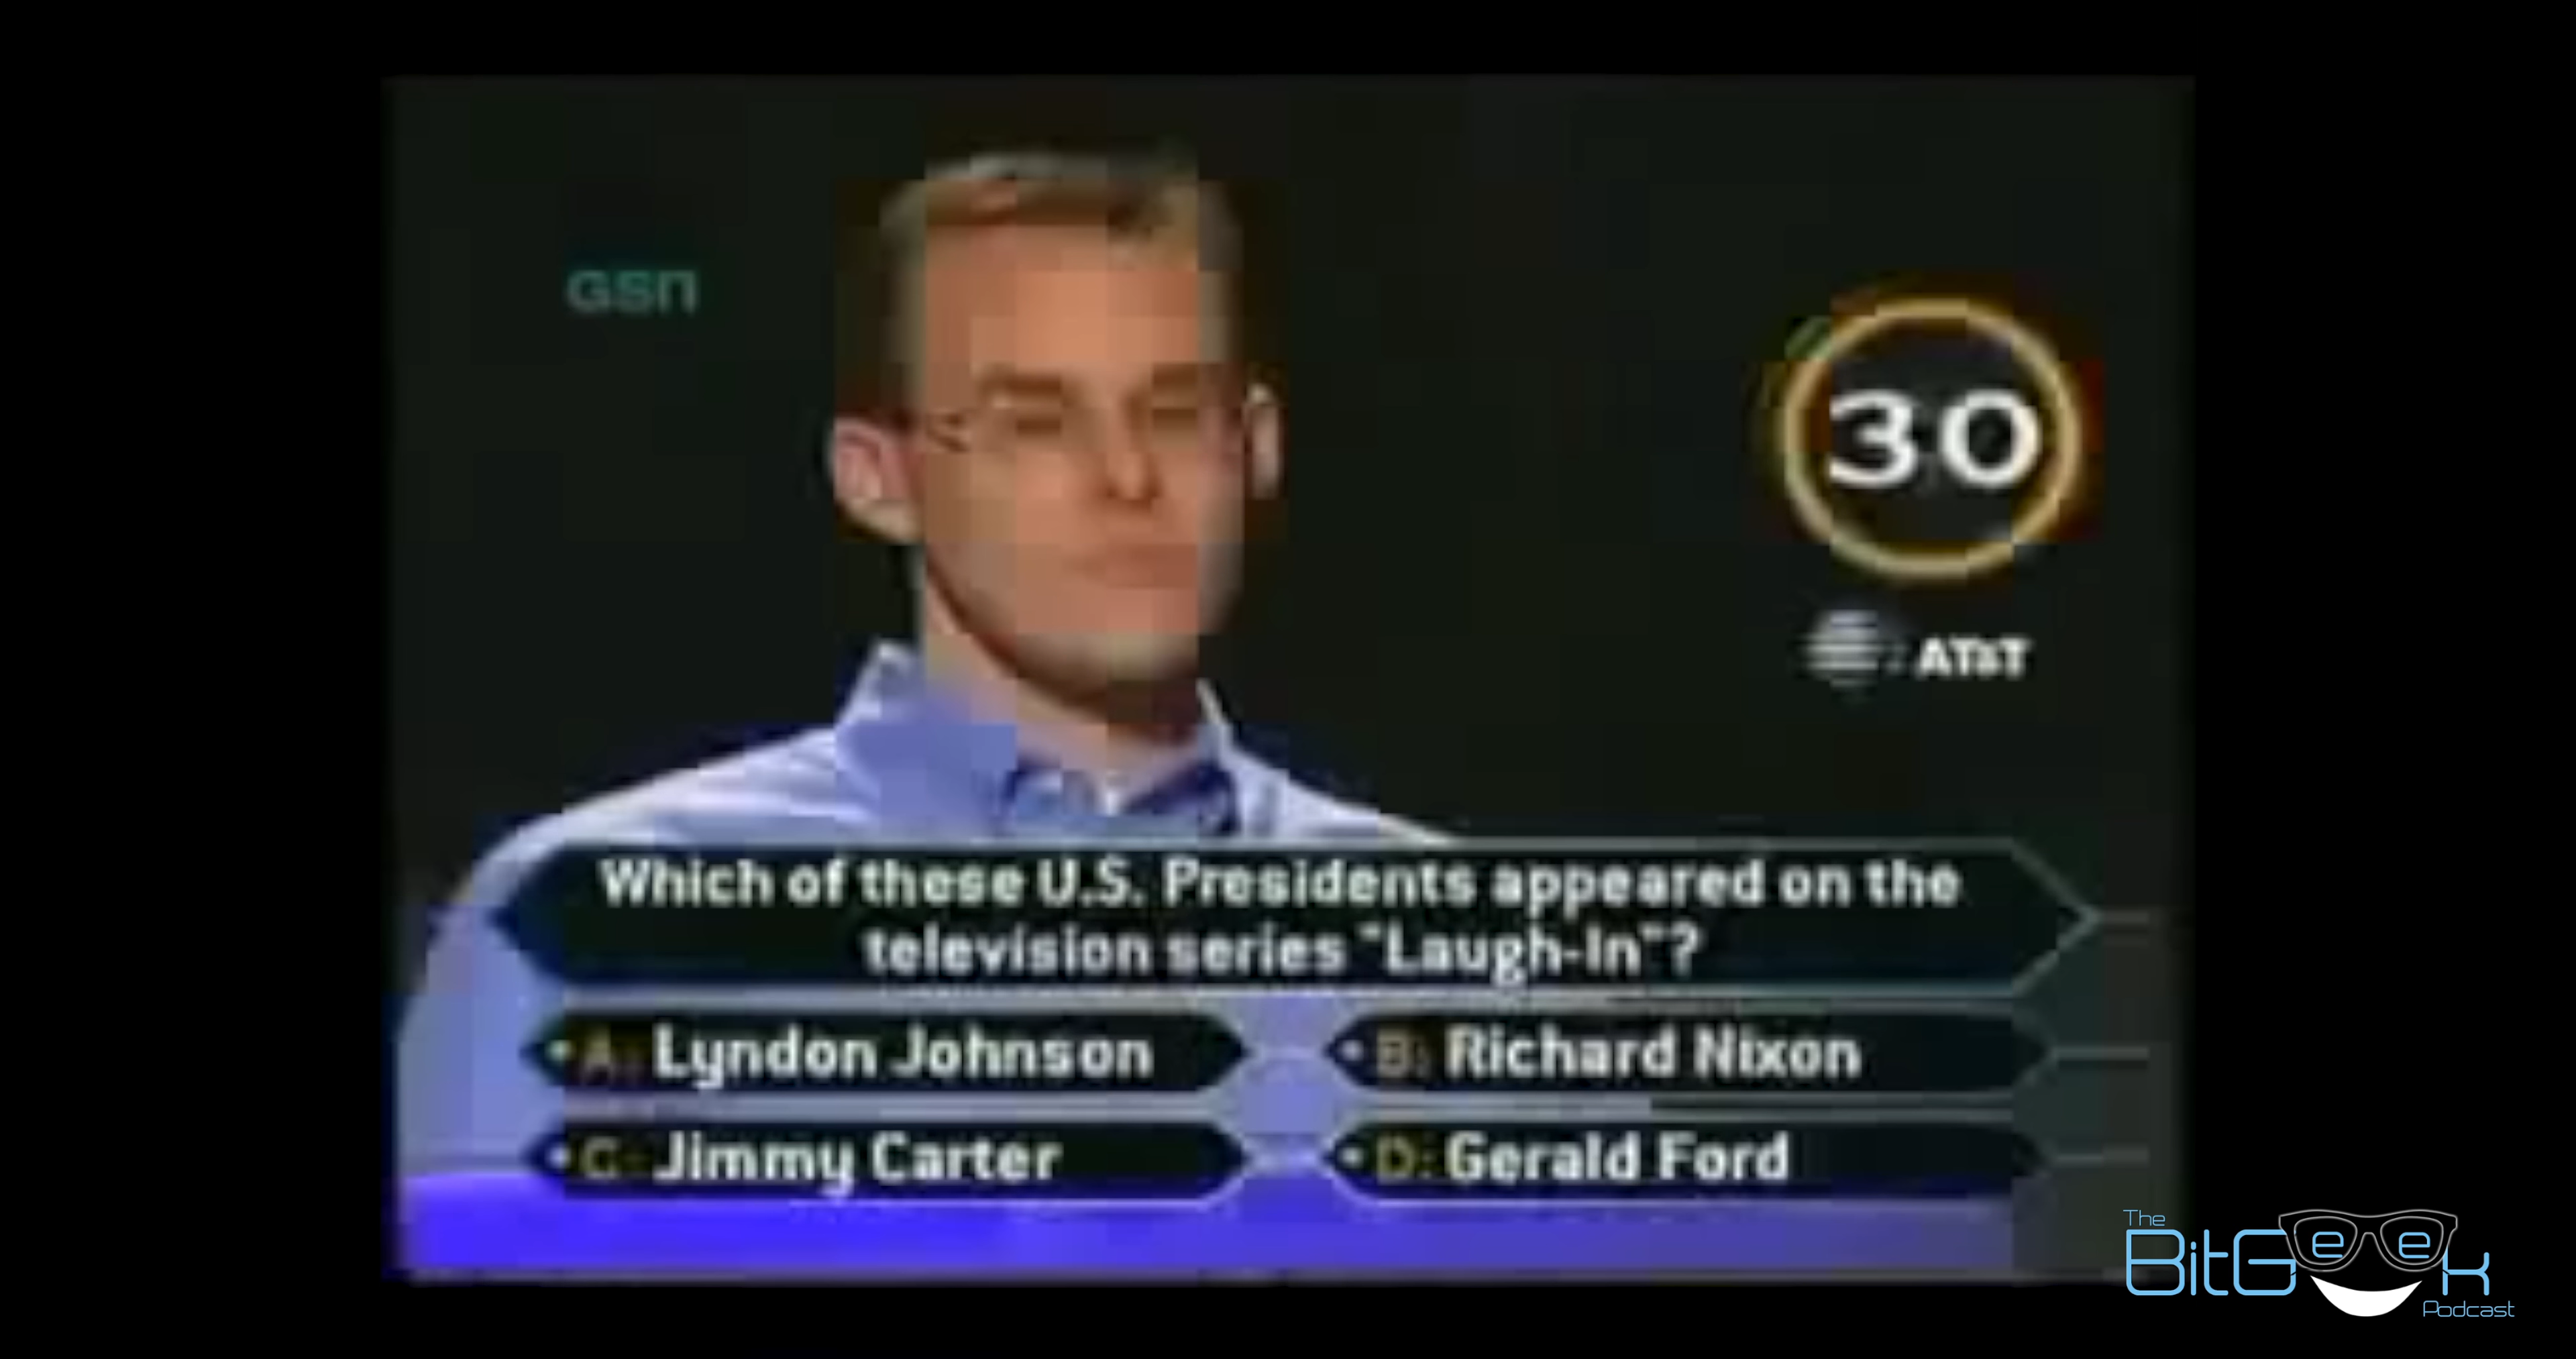 GSN
30
AT&T
Which of these U.S. Presidents appeared on the
television series "Laugh-In"?
A: Lyndon Johnson
B: Richard Nixon
C: Jimmy Carter
D: Gerald Ford
The
BitGeek
Podcast